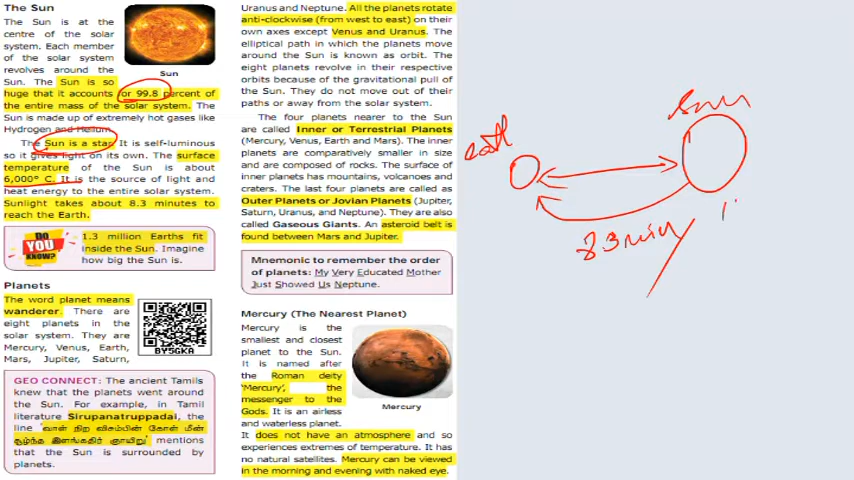 The Sun
The Sun is at the
centre of the solar
system. Each member
of the solar system
revolves around the
Sun. The Sun is so
Sun
huge that it accounts for 99.8 percent of
the entire mass of the solar system. The
Sun is made up of extremely hot gases like
Hydrogen and Helium.
The Sun is a star. It is self-luminous
so it gives light on its own. The surface
temperature of the Sun is about
6,000° C. It is the source of light and
heat energy to the entire solar system.
Sunlight takes about 8.3 minutes to
reach the Earth.
DO
YOU
KNOW?
1.3 million Earths fit
inside the Sun. Imagine
how big the Sun is.
Planets
The word planet means
wanderer. There are
eight planets in the
solar system. They are
Mercury, Venus, Earth,
Mars, Jupiter, Saturn,
BY5GKA
GEO CONNECT: The ancient Tamils
knew that the planets went around
the Sun. For example, in Tamil
literature Sirupanatruppadai, the
line 'வான் நிற விசும்பின் கோள் மீன்
சூழ்ந்த இளங்கதிர் ஞாயிறு' mentions
that the Sun is surrounded by
planets.
Uranus and Neptune. All the planets rotate
anti-clockwise (from west to east) on their
own axes except Venus and Uranus. The
elliptical path in which the planets move
around the Sun is known as orbit. The
eight planets revolve in their respective
orbits because of the gravitational pull of
the Sun. They do not move out of their
paths or away from the solar system.
The four planets nearer to the Sun
are called Inner or Terrestrial Planets
(Mercury, Venus, Earth and Mars). The inner
planets are comparatively smaller in size
and are composed of rocks. The surface of
inner planets has mountains, volcanoes and
craters. The last four planets are called as
Outer Planets or Jovian Planets (Jupiter,
Saturn, Uranus, and Neptune). They are also
called Gaseous Giants. An asteroid belt is
found between Mars and Jupiter.
Mnemonic to remember the order
of planets: My Very Educated Mother
Just Showed Us Neptune.
Mercury (The Nearest Planet)
Mercury is the
smallest and closest
planet to the Sun.
It is named after
the Roman deity
'Mercury', the
messenger to the
Gods. It is an airless
and waterless planet.
Mercury
It does not have an atmosphere and so
experiences extremes of temperature. It has
no natural satellites. Mercury can be viewed
in the morning and evening with naked eye.
8.3 min